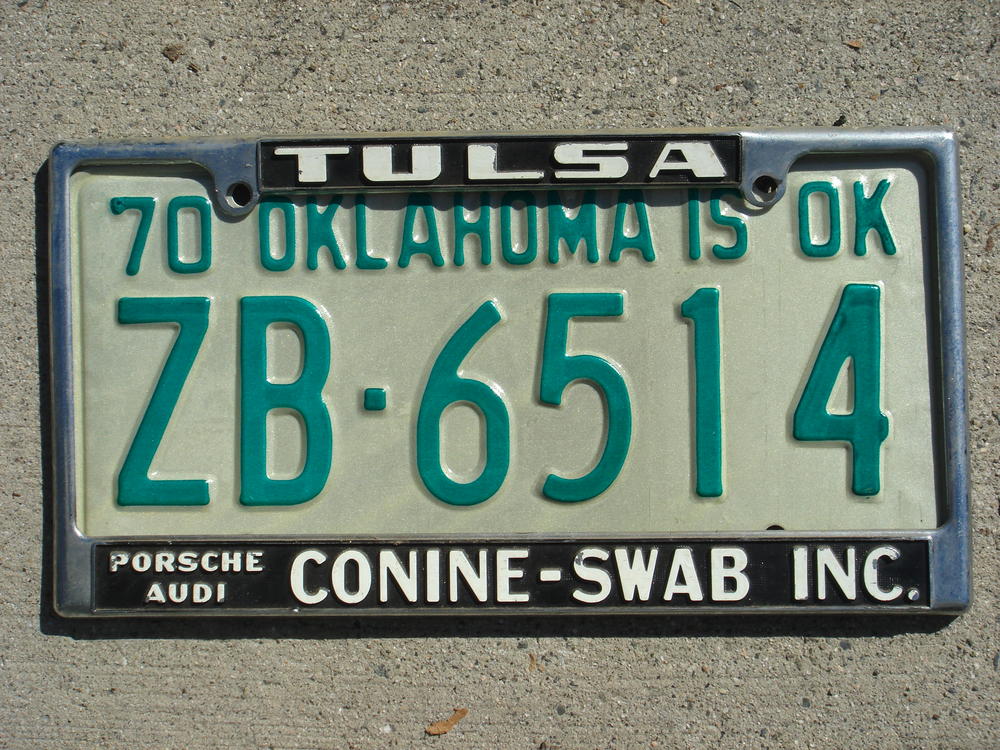 TULSA
70 OKLAHOMA IS OK
ZB·6514
PORSCHE
AUDI
CONINE-SWAB INC.